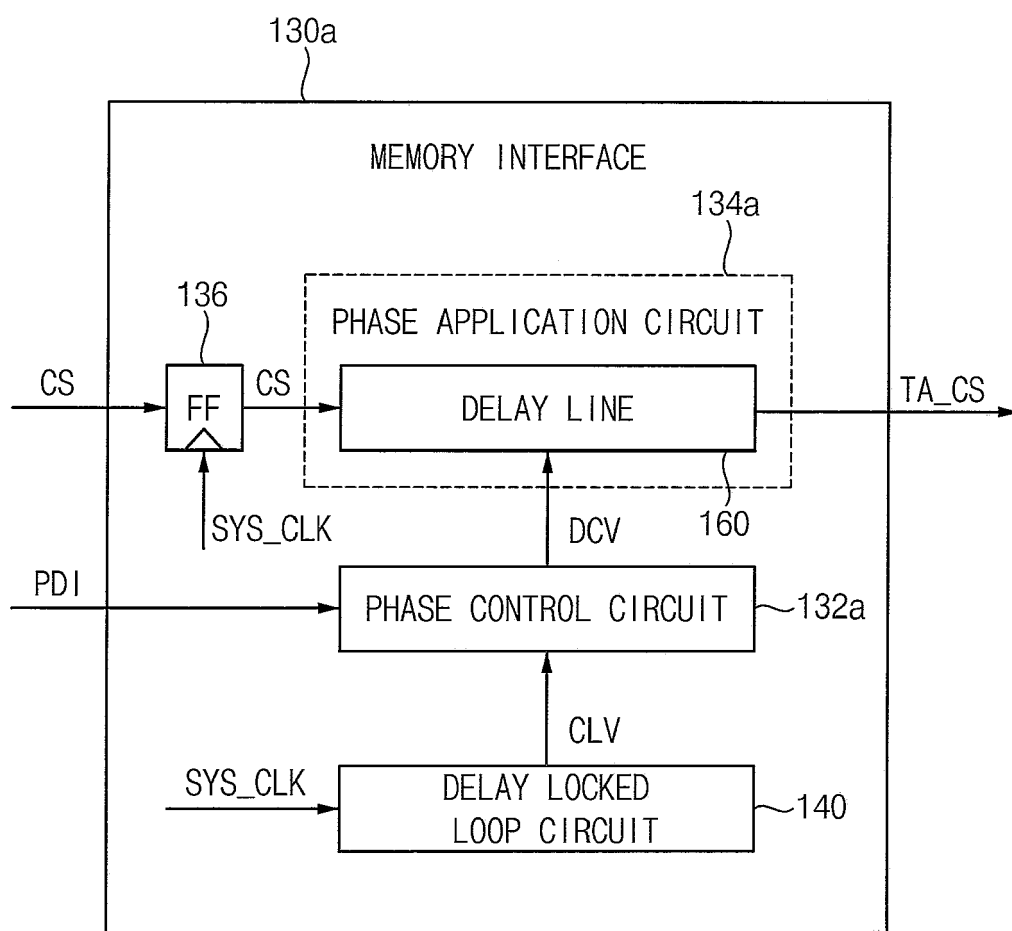 130a
MEMORY INTERFACE
134a
136
PHASE APPLICATION CIRCUIT
CS
FF
CS
DELAY LINE
TA_CS
SYS_CLK
DCV
160
PDI
PHASE CONTROL CIRCUIT
132a
CLV
SYS_CLK
DELAY LOCKED
LOOP CIRCUIT
140